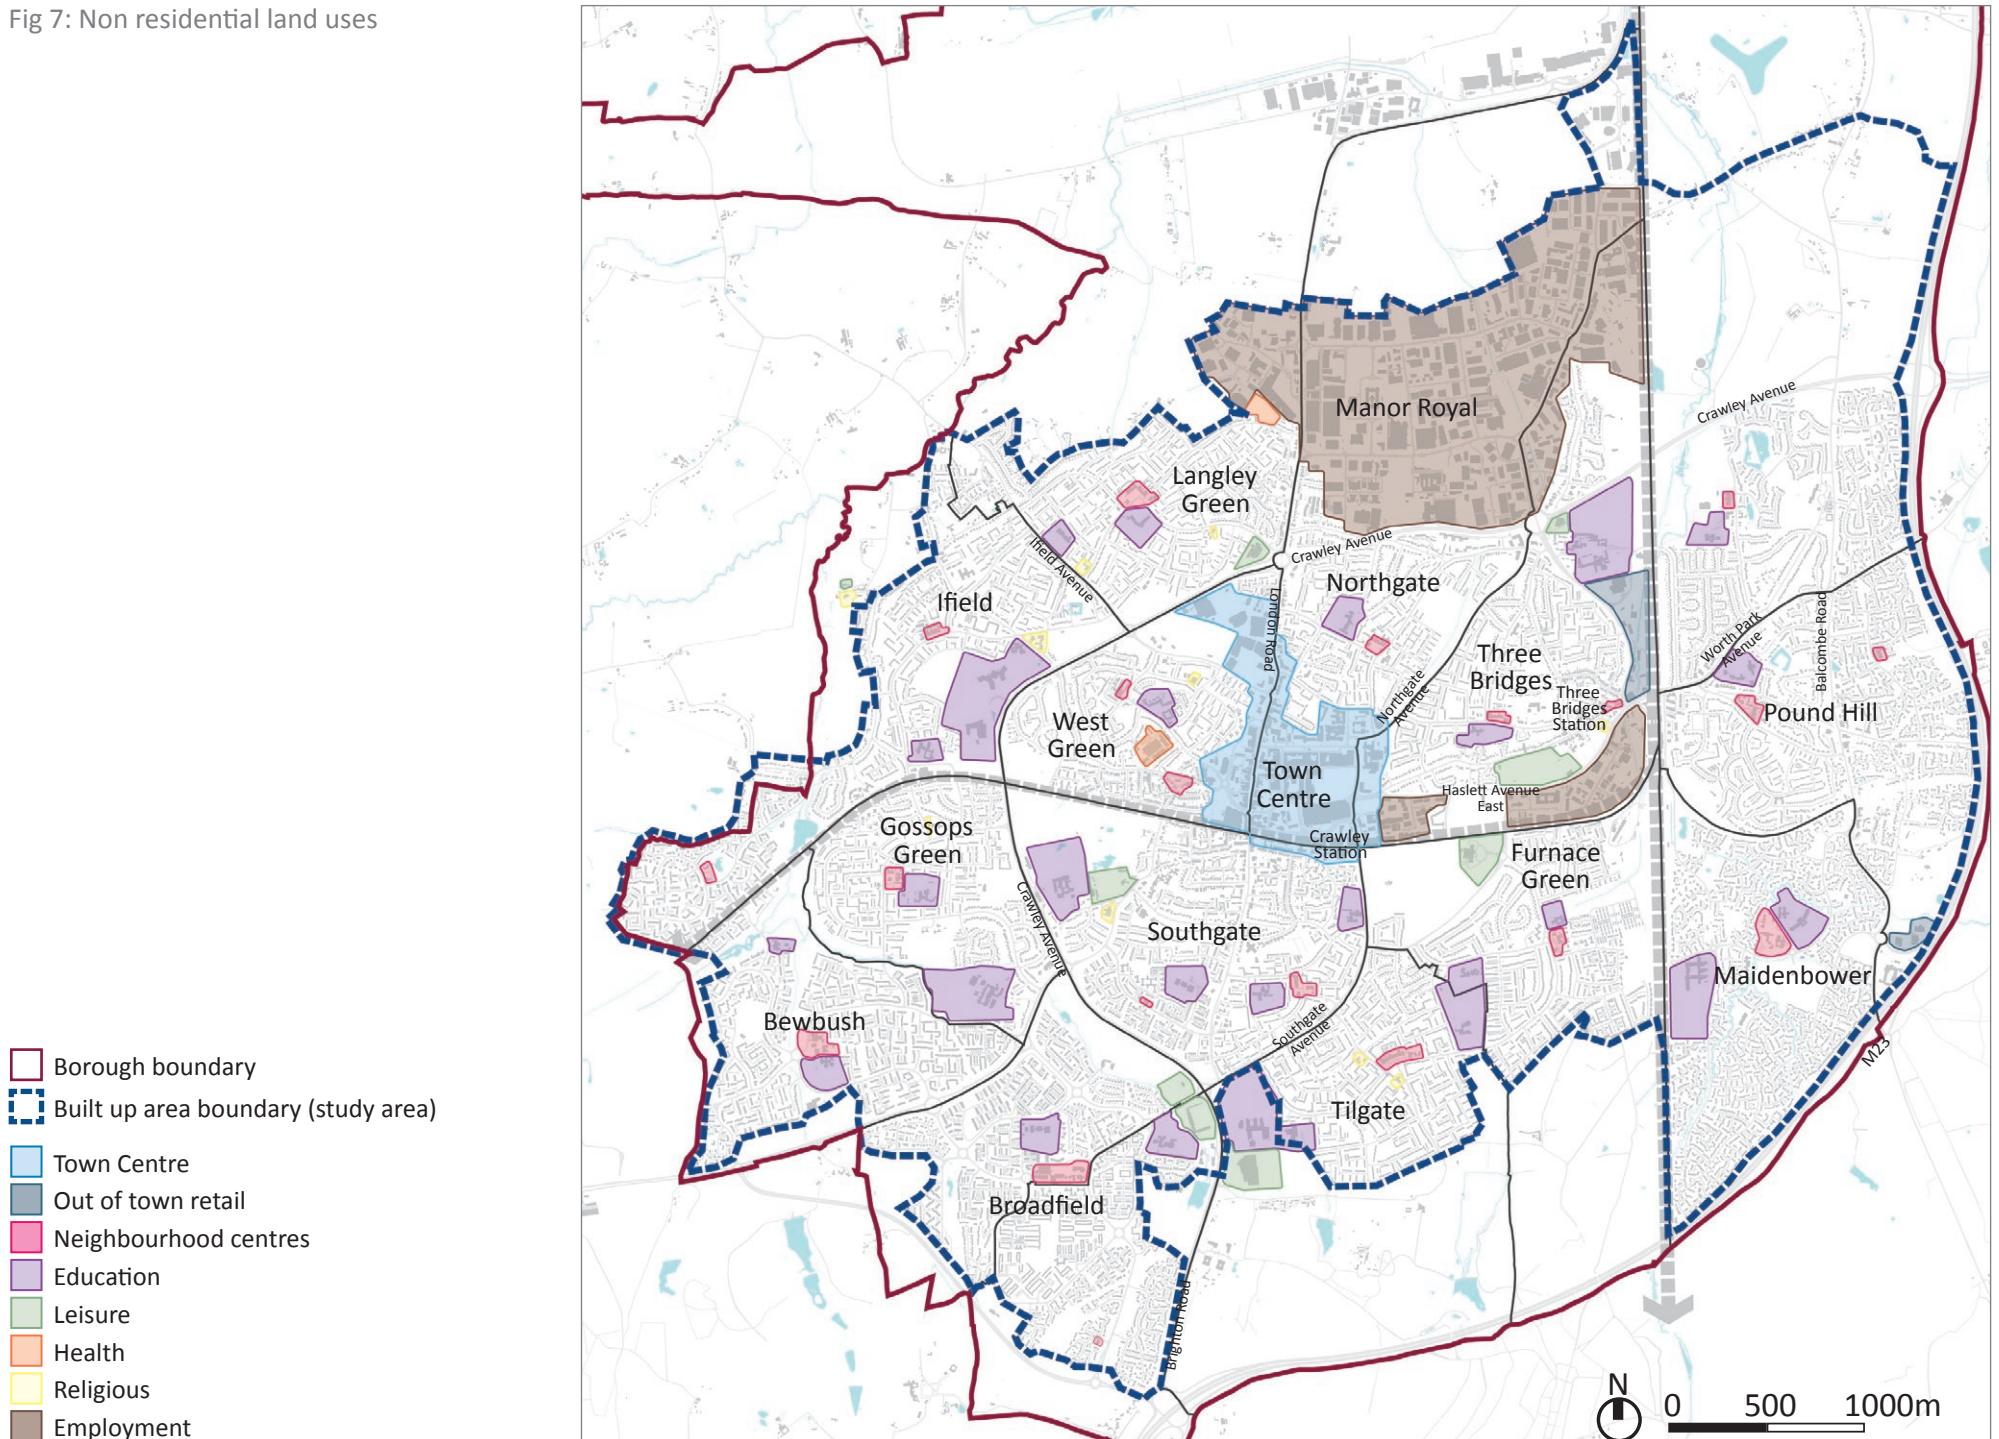 Fig 7: Non residential land uses
Crawley Avenue
Manor Royal
Langley
Green
Crawley Avenue
Ifield Avenue
Northgate
Ifield
London Road
Three
Bridges
Worth Park
Avenue
Balcombe Road
Northgate
Avenue
Three
Bridges
Station
West
Green
Pound Hill
Town
Centre
Haslett Avenue
East
Gossops
Green
Crawley
Station
Furnace
Green
Crawley Avenue
Southgate
Maidenbower
Bewbush
Southgate
Avenue
M23
Tilgate
Broadfield
Brighton Road
Borough boundary
Built up area boundary (study area)
Town Centre
Out of town retail
Neighbourhood centres
Education
Leisure
Health
Religious
Employment
N
0 500 1000m